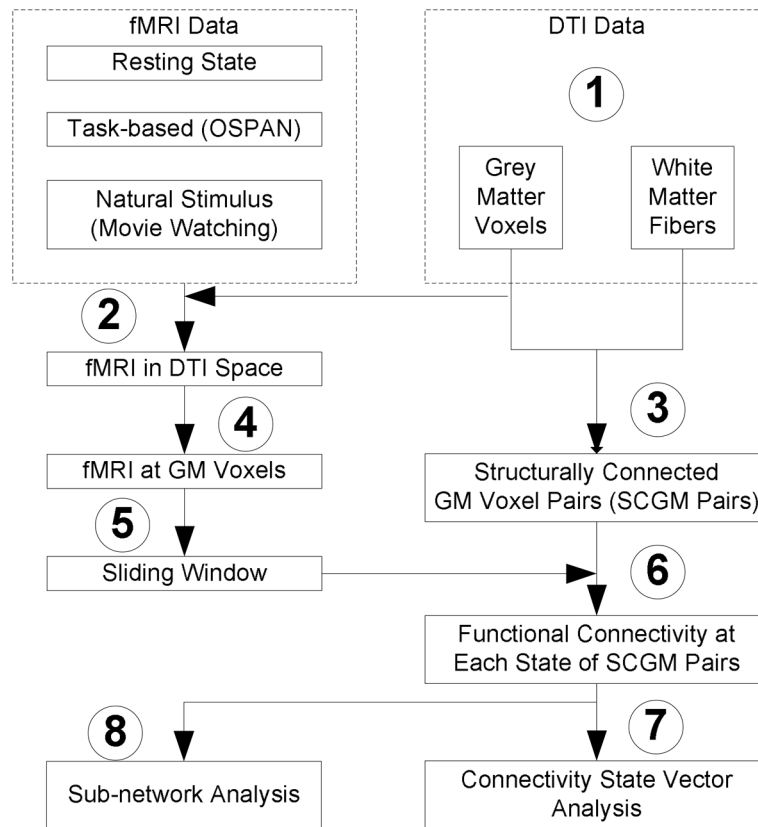 fMRI Data
Resting State
Task-based (OSPAN)
Natural Stimulus
(Movie Watching)
DTI Data
1
Grey
Matter
Voxels
White
Matter
Fibers
2
fMRI in DTI Space
4
fMRI at GM Voxels
3
Structurally Connected
GM Voxel Pairs (SCGM Pairs)
5
Sliding Window
6
Functional Connectivity at
Each State of SCGM Pairs
8
Sub-network Analysis
7
Connectivity State Vector
Analysis